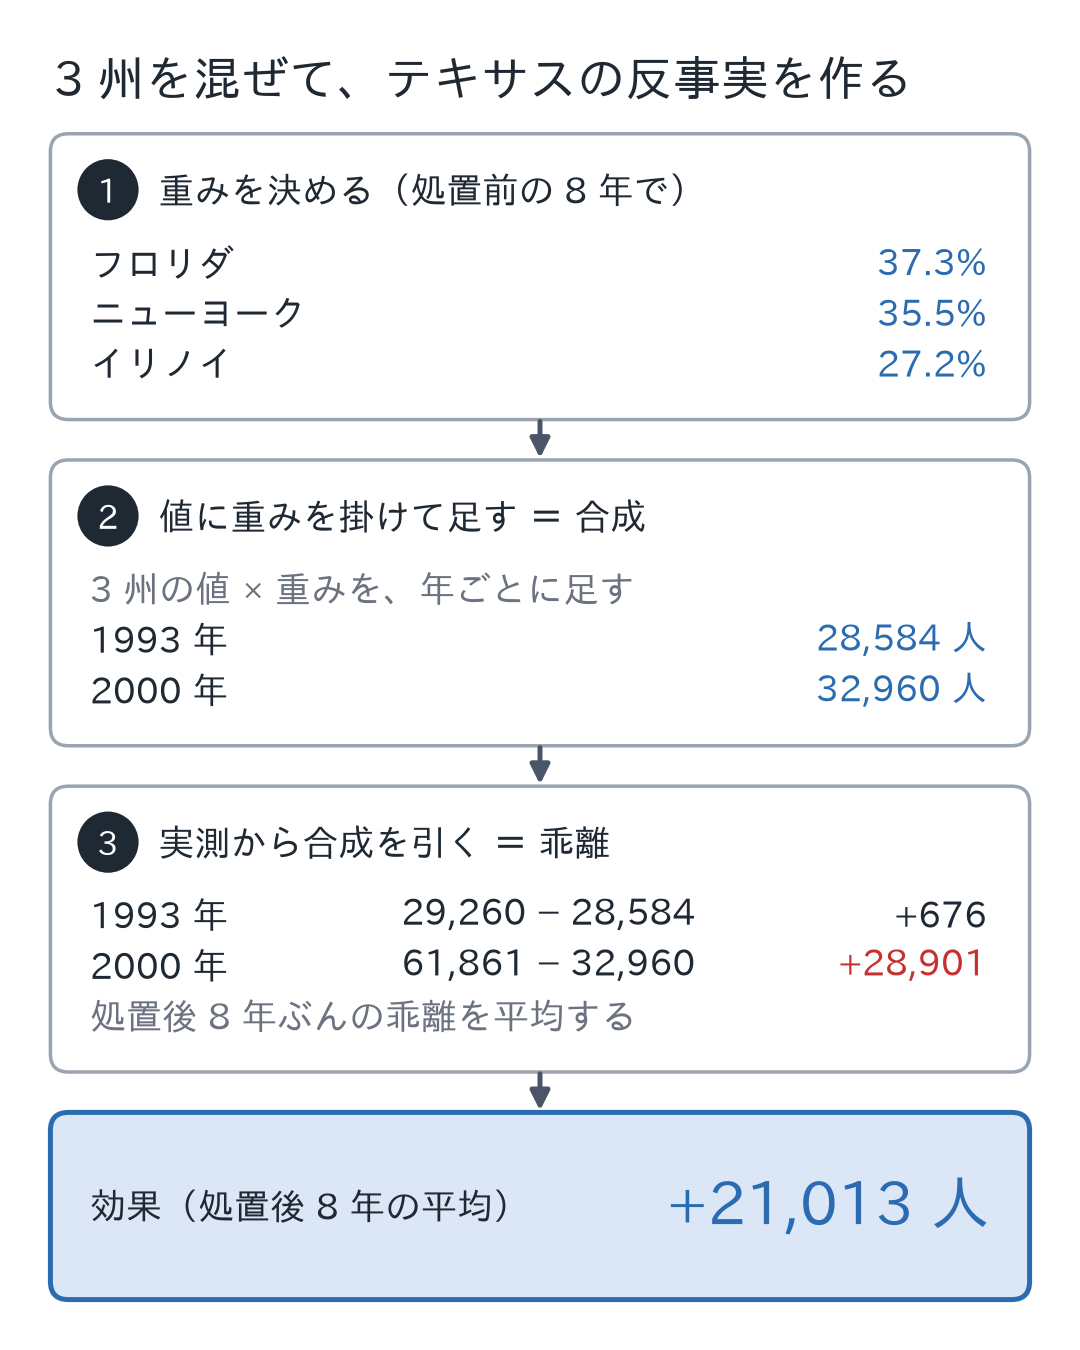 3 州を混ぜて、テキサスの反事実を作る
1 重みを決める（処置前の 8 年で）
フロリダ 37.3%
ニューヨーク 35.5%
イリノイ 27.2%
2 値に重みを掛けて足す ＝ 合成
3 州の値 × 重みを、年ごとに足す
1993 年 28,584 人
2000 年 32,960 人
3 実測から合成を引く ＝ 乖離
1993 年 29,260 − 28,584 +676
2000 年 61,861 − 32,960 +28,901
処置後 8 年ぶんの乖離を平均する
効果（処置後 8 年の平均） +21,013 人